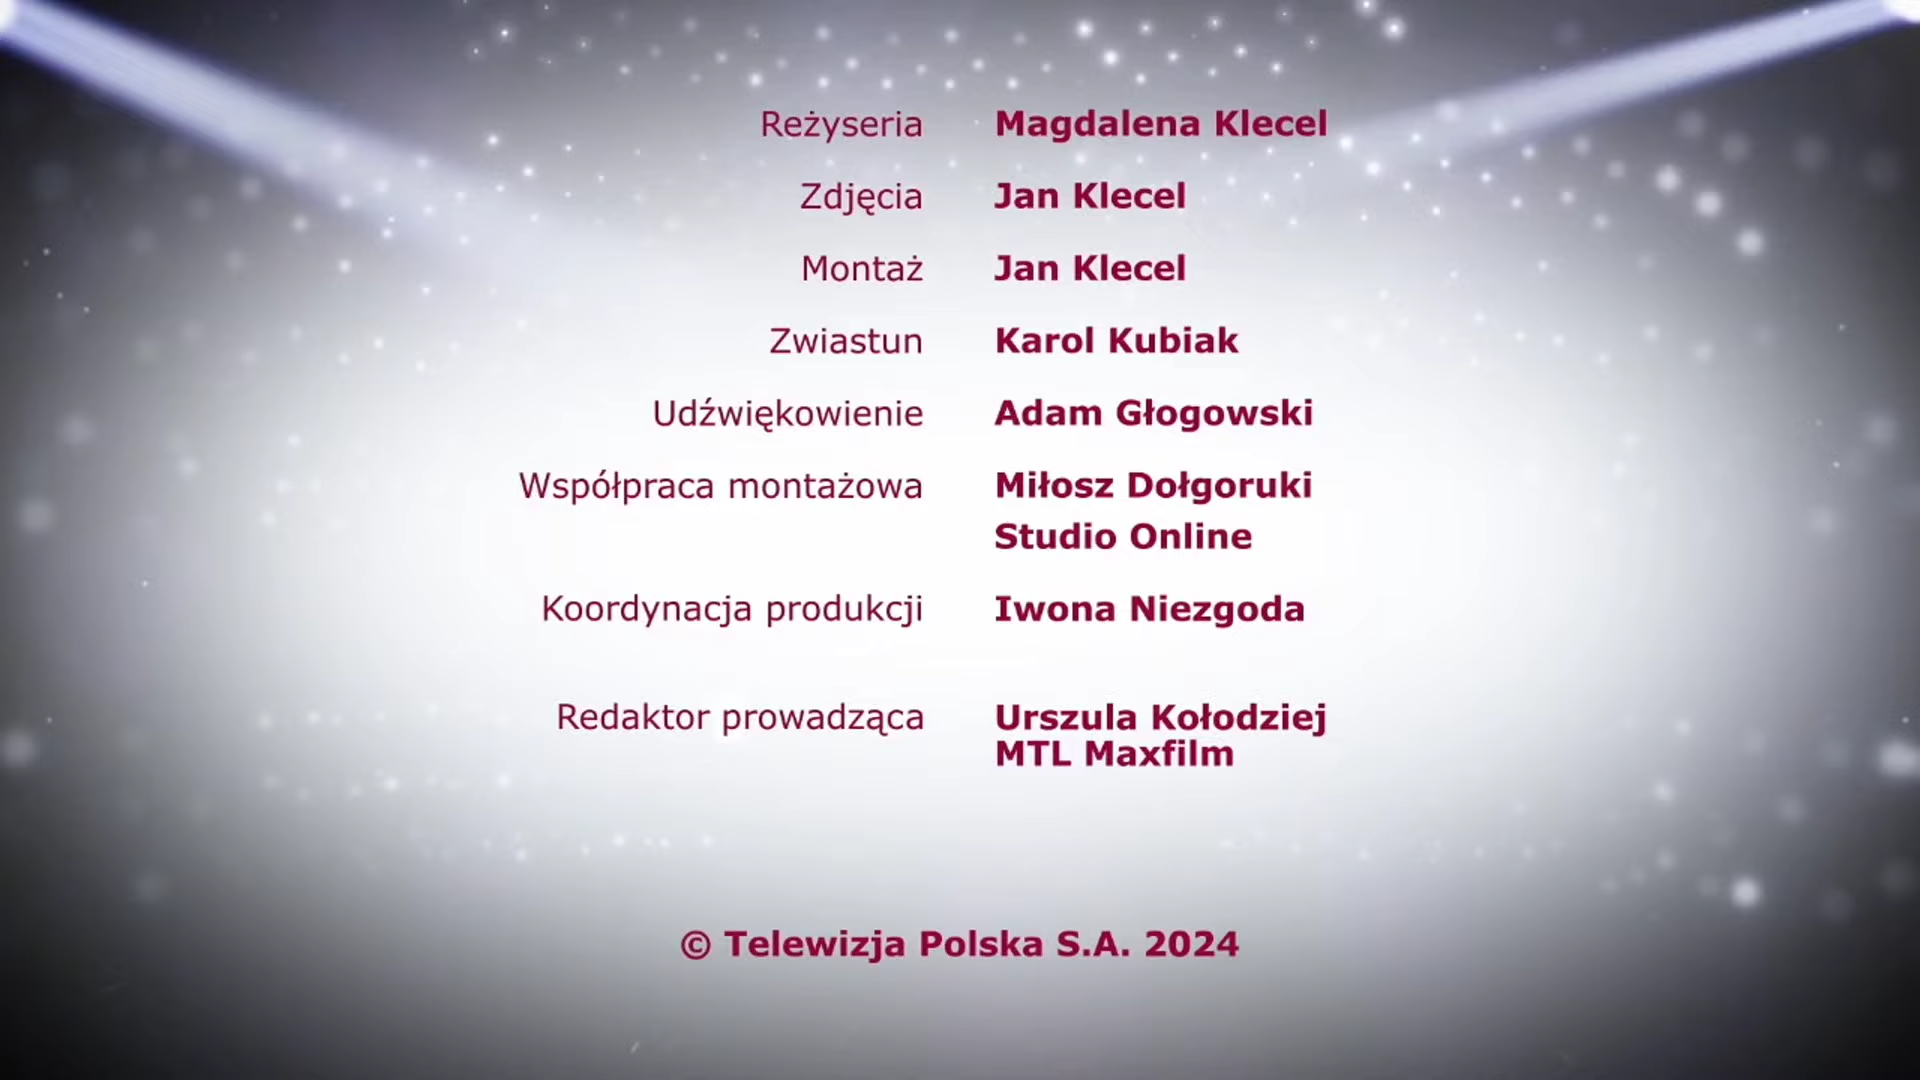 Reżyseria Magdalena Klecel
Zdjęcia Jan Klecel
Montaż Jan Klecel
Zwiastun Karol Kubiak
Udźwiękowienie Adam Głogowski
Współpraca montażowa Miłosz Dołgoruki
Studio Online
Koordynacja produkcji Iwona Niezgoda
Redaktor prowadząca Urszula Kołodziej
MTL Maxfilm
© Telewizja Polska S.A. 2024